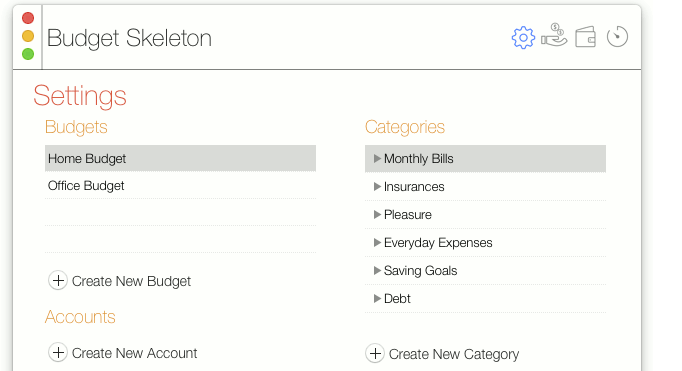 Budget Skeleton
Settings
Budgets
Home Budget
Office Budget
Create New Budget
Accounts
Create New Account
Categories
Monthly Bills
Insurances
Pleasure
Everyday Expenses
Saving Goals
Debt
Create New Category